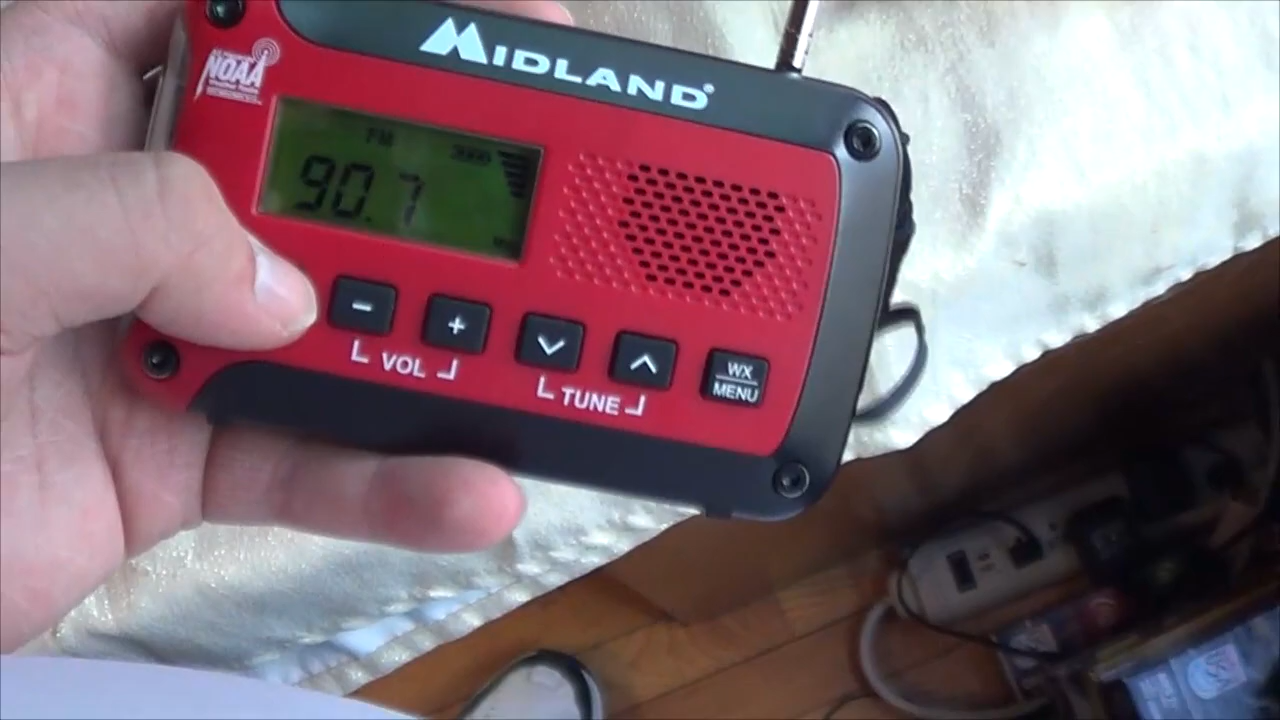 MIDLAND
NOAA
FM
90.7
- +
VOL
TUNE
WX
MENU